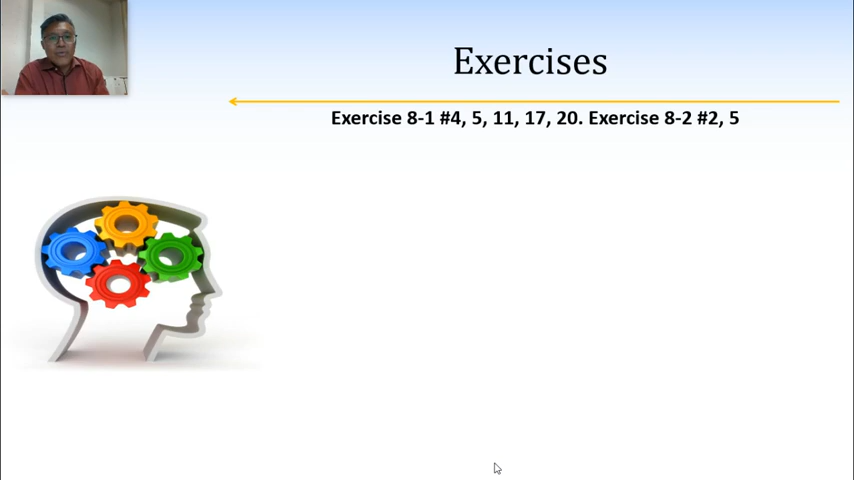 Exercises
Exercise 8-1 #4, 5, 11, 17, 20. Exercise 8-2 #2, 5